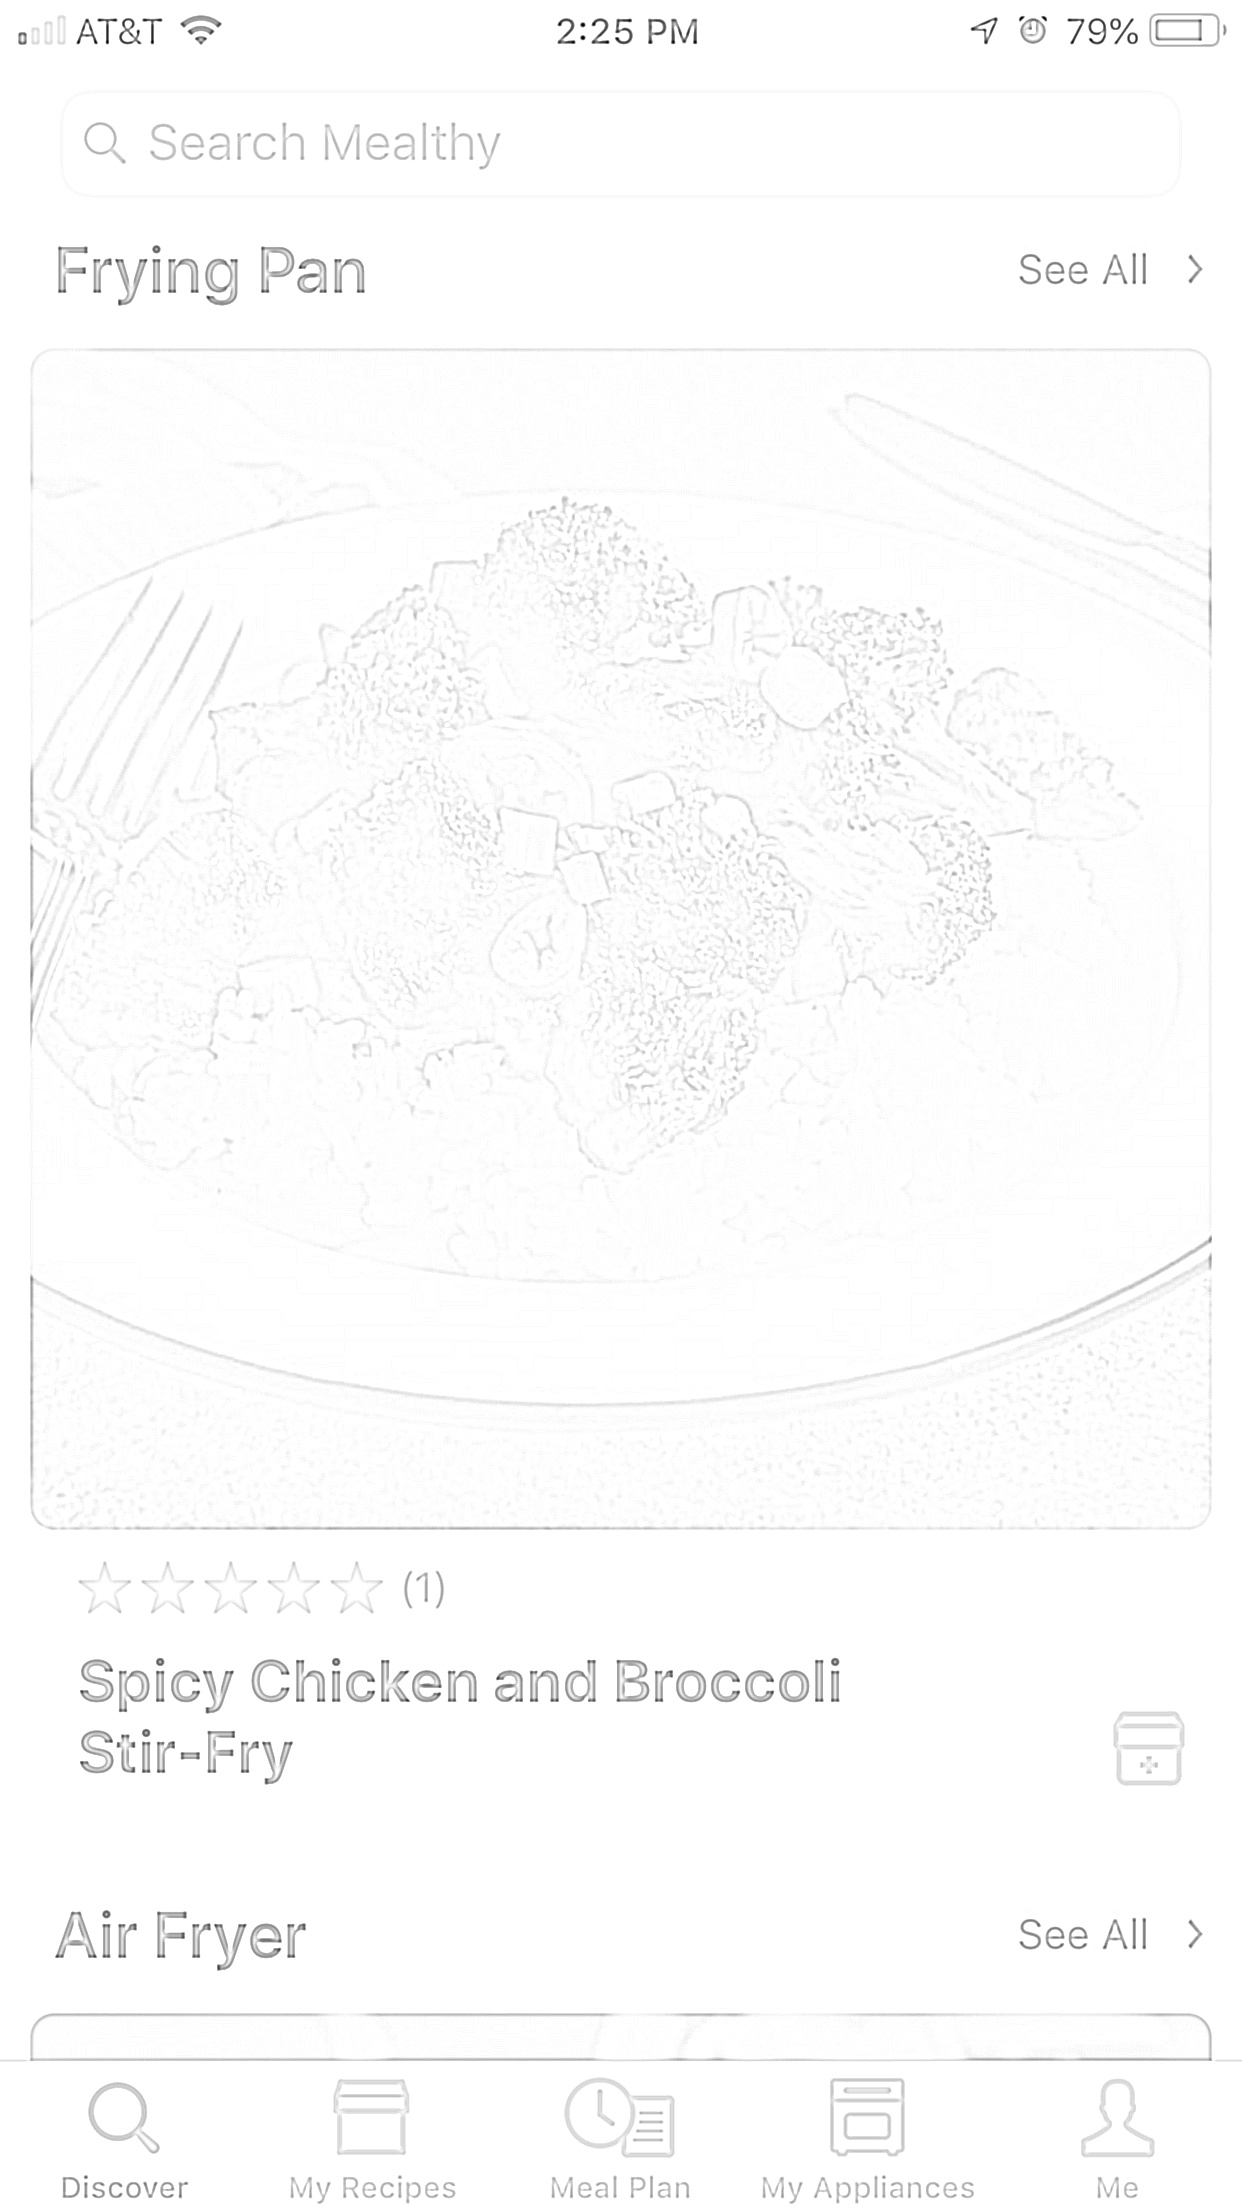 AT&T 2:25 PM 79%
Search Mealthy
Frying Pan See All
(1)
Spicy Chicken and Broccoli
Stir-Fry
Air Fryer See All
Discover My Recipes Meal Plan My Appliances Me